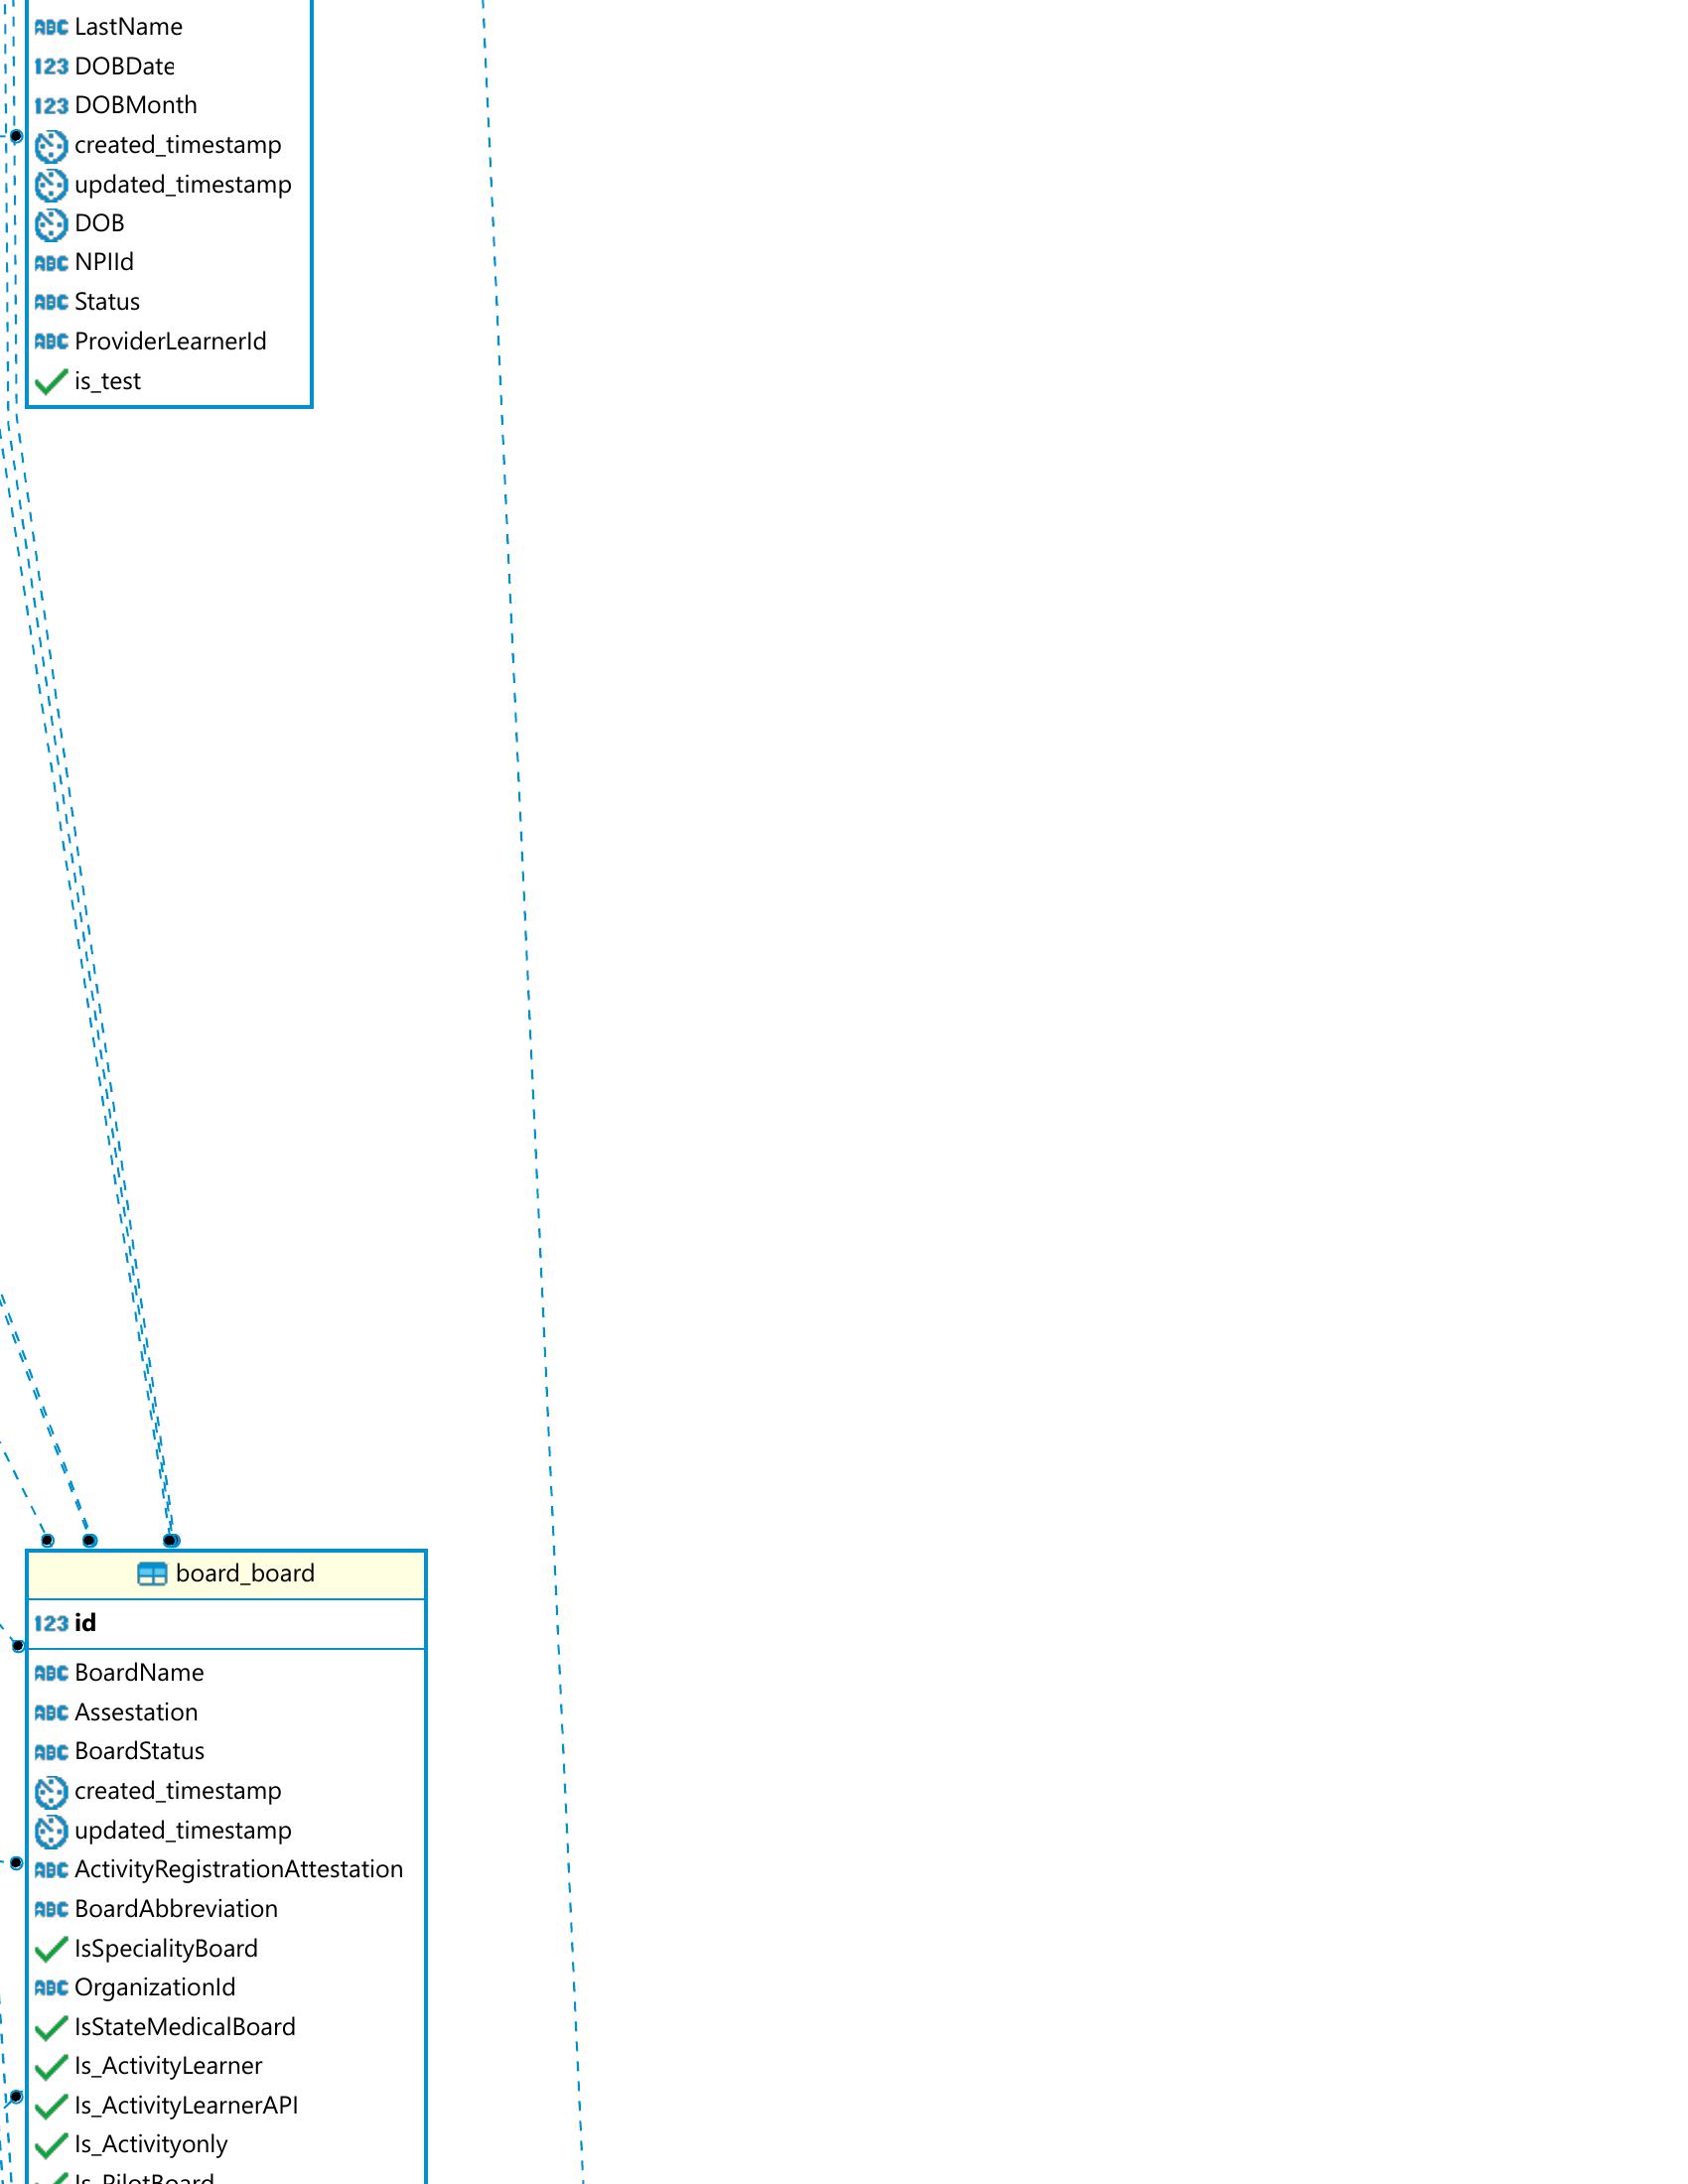 ABC LastName
123 DOBDate
123 DOBMonth
created_timestamp
updated_timestamp
DOB
ABC NPIId
ABC Status
ABC ProviderLearnerId
is_test
board_board
123 id
ABC BoardName
ABC Assestation
ABC BoardStatus
created_timestamp
updated_timestamp
ABC ActivityRegistrationAttestation
ABC BoardAbbreviation
IsSpecialityBoard
ABC OrganizationId
IsStateMedicalBoard
Is_ActivityLearner
Is_ActivityLearnerAPI
Is_Activityonly
Is_PilotBoard